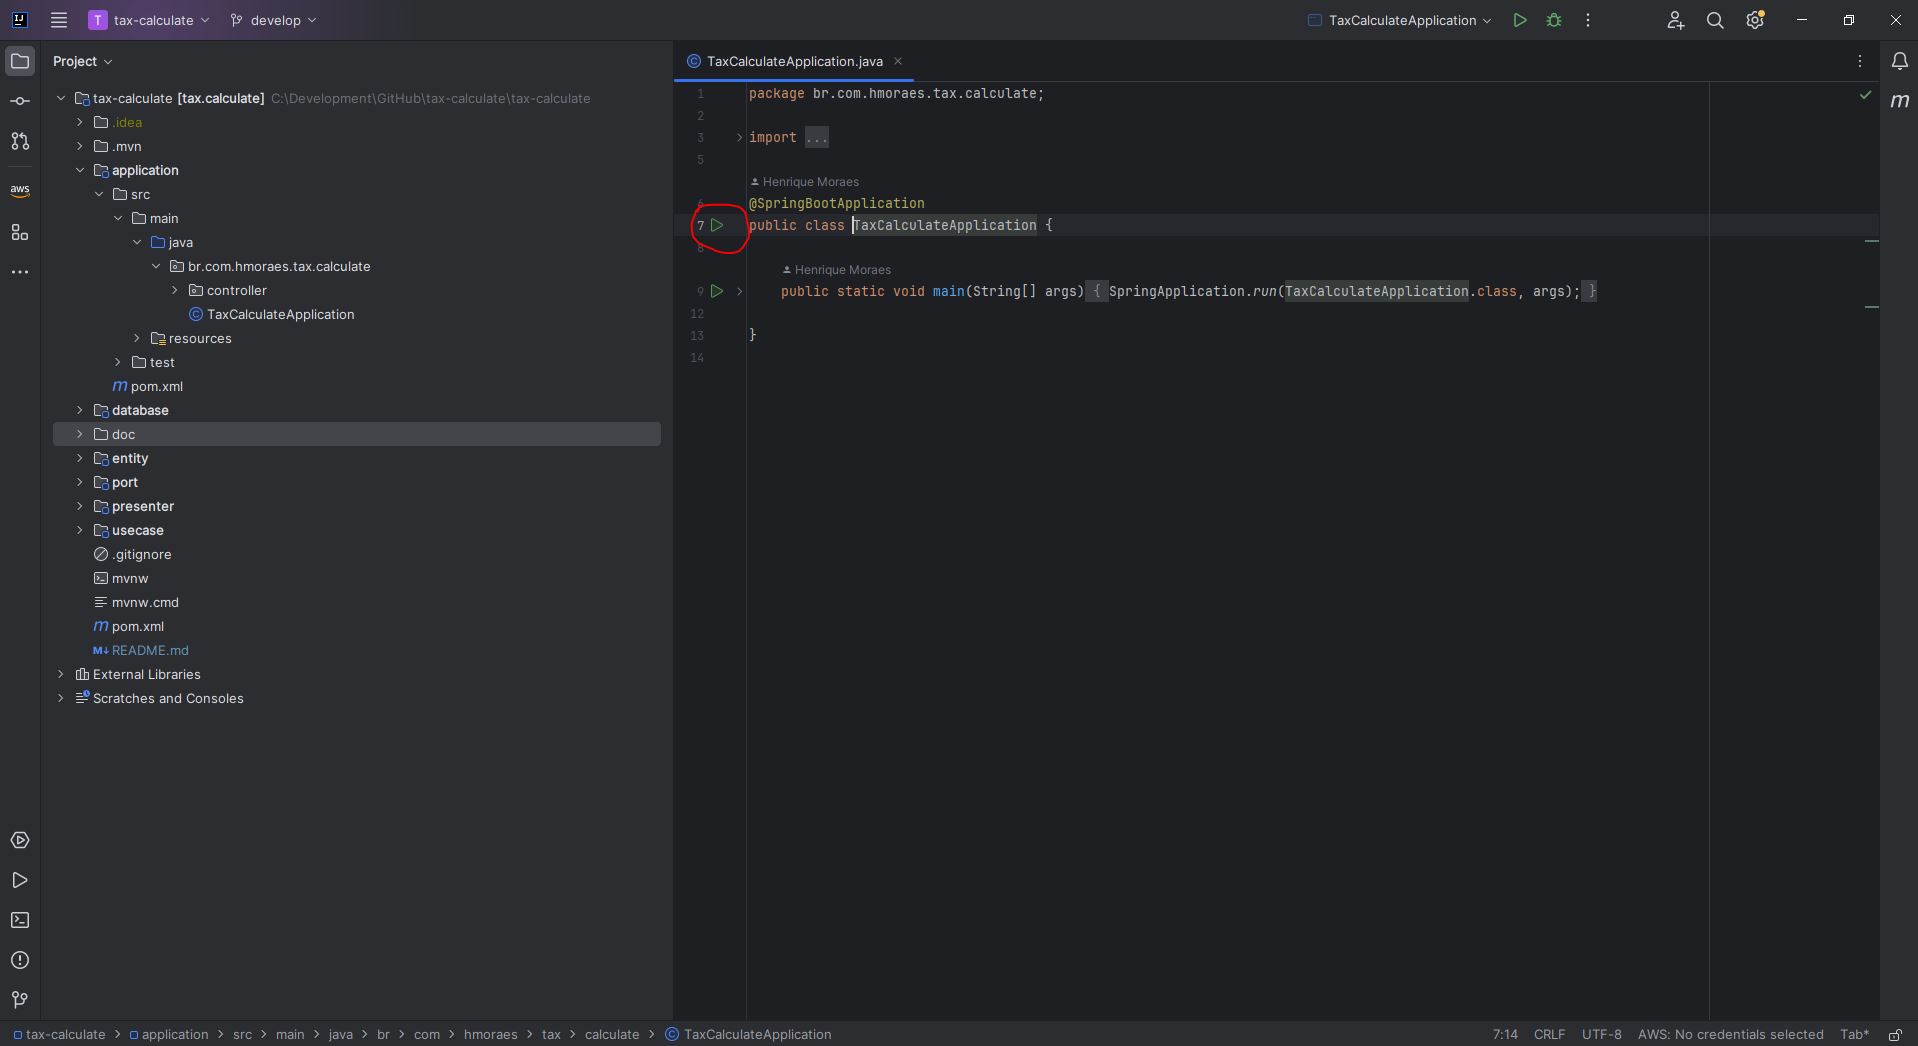 tax-calculate
develop
TaxCalculateApplication
Project
tax-calculate [tax.calculate] C:\Development\GitHub\tax-calculate\tax-calculate
.idea
.mvn
application
src
main
java
br.com.hmoraes.tax.calculate
controller
TaxCalculateApplication
resources
test
pom.xml
database
doc
entity
port
presenter
usecase
.gitignore
mvnw
mvnw.cmd
pom.xml
README.md
External Libraries
Scratches and Consoles
aws
TaxCalculateApplication.java
1 package br.com.hmoraes.tax.calculate;
2
3 import ...
5
Henrique Moraes
6 @SpringBootApplication
7 public class TaxCalculateApplication {
8
Henrique Moraes
9 public static void main(String[] args) { SpringApplication.run(TaxCalculateApplication.class, args); }
12
13 }
14
tax-calculate > application > src > main > java > br > com > hmoraes > tax > calculate > TaxCalculateApplication
7:14 CRLF UTF-8 AWS: No credentials selected Tab*